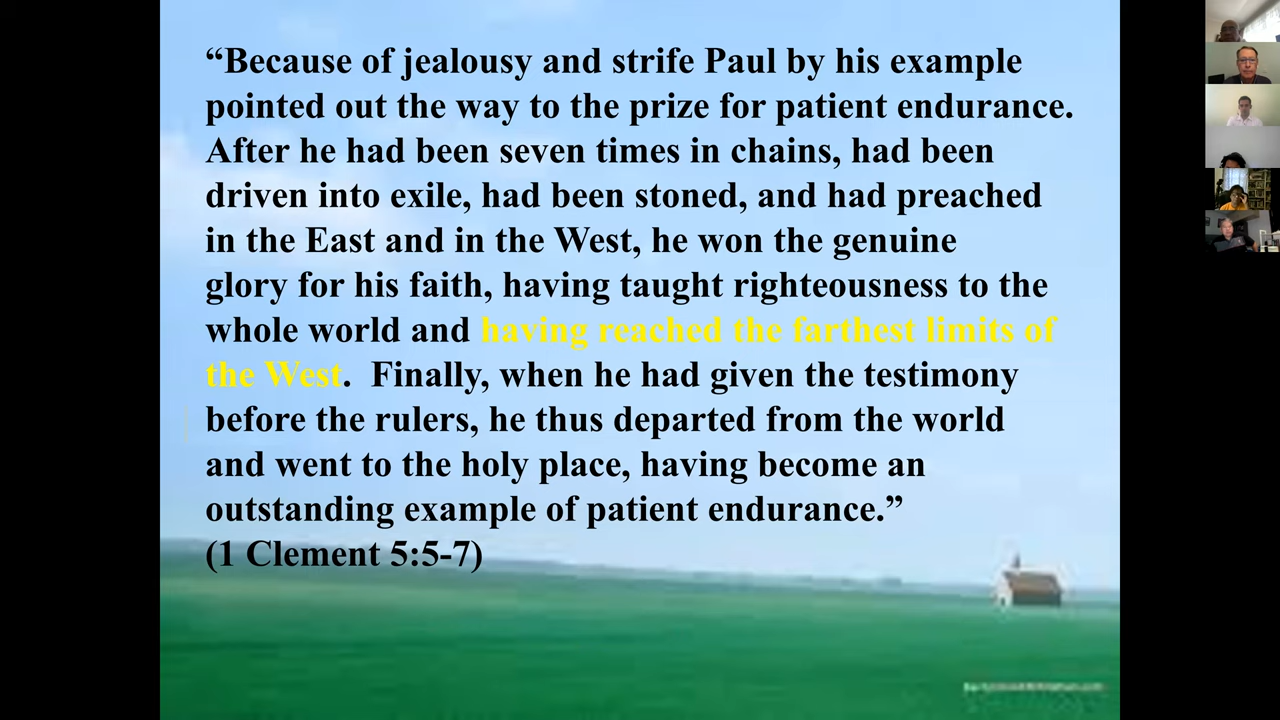 “Because of jealousy and strife Paul by his example
pointed out the way to the prize for patient endurance.
After he had been seven times in chains, had been
driven into exile, had been stoned, and had preached
in the East and in the West, he won the genuine
glory for his faith, having taught righteousness to the
whole world and having reached the farthest limits of
the West.  Finally, when he had given the testimony
before the rulers, he thus departed from the world
and went to the holy place, having become an
outstanding example of patient endurance.”
(1 Clement 5:5-7)